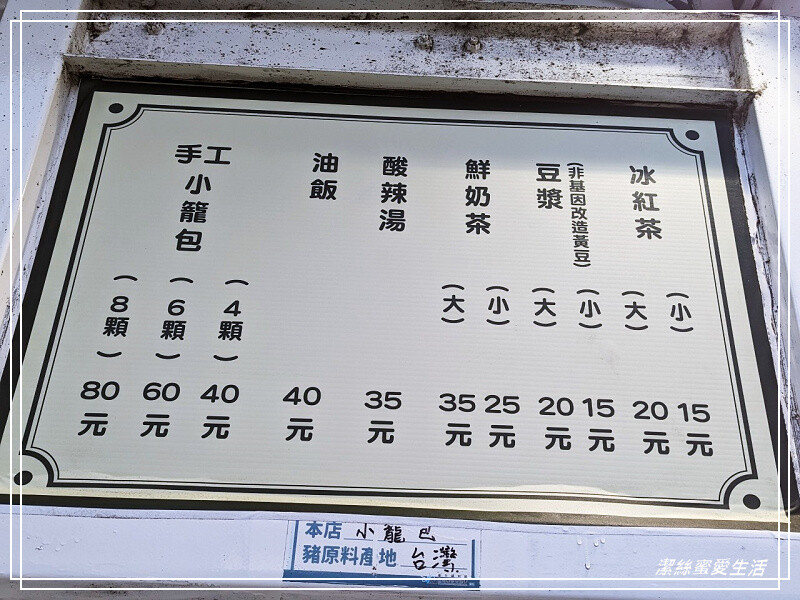 冰紅茶
(小) 15元
(大) 20元
豆漿
(非基因改造黃豆)
(小) 15元
(大) 20元
鮮奶茶
(小) 25元
(大) 35元
酸辣湯
35元
油飯
40元
手工
小籠包
(4顆) 40元
(6顆) 60元
(8顆) 80元
本店 小龍包
豬原料產地 台灣
潔絲蜜愛生活